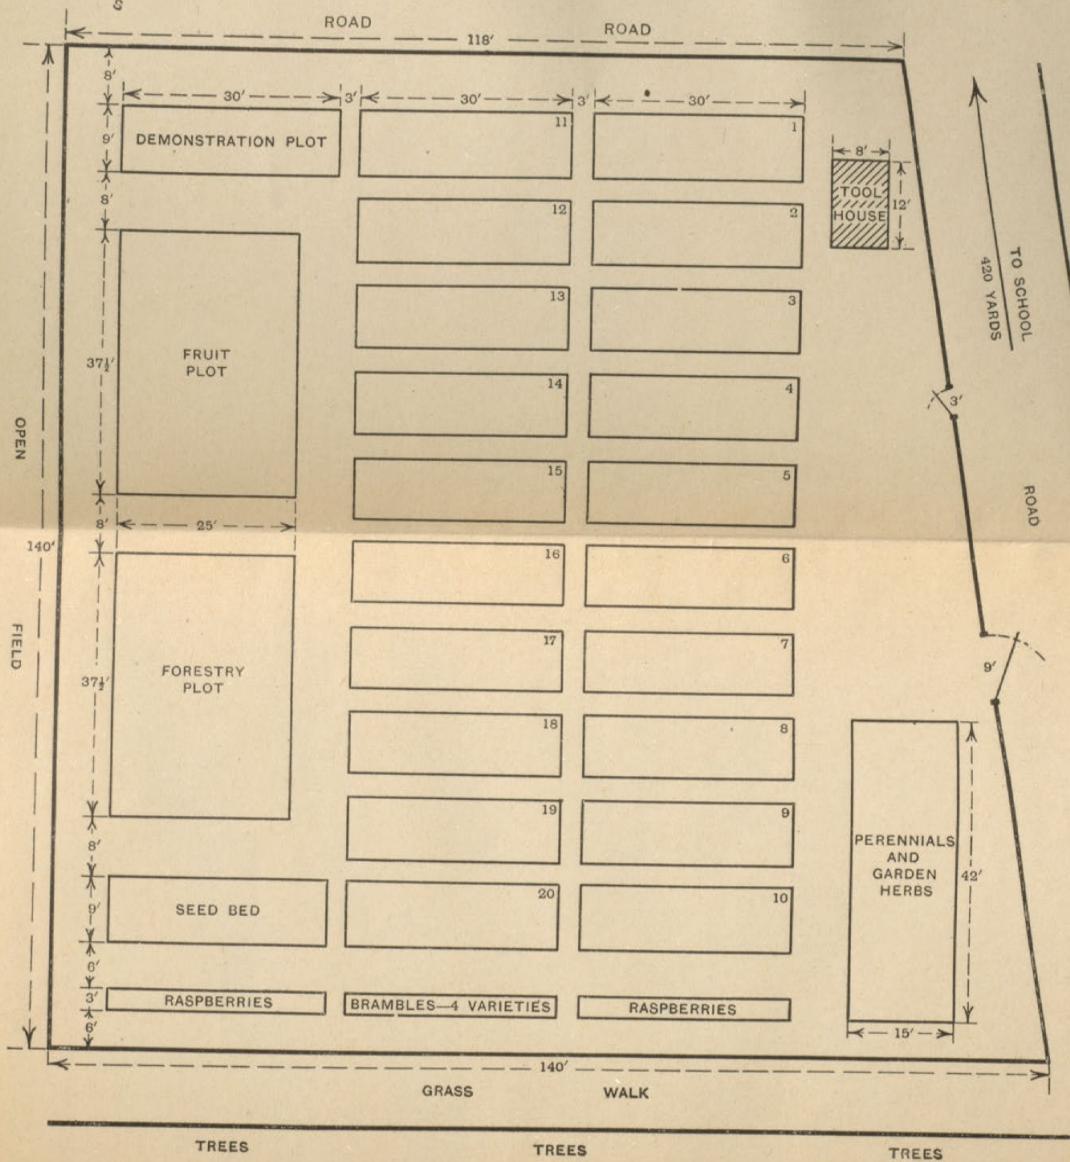 S
ROAD ROAD
118'
8'
30' 3' 30' 3' 30'
9'
DEMONSTRATION PLOT
11
1
8'
TOOL
HOUSE
12'
8'
12
2
TO SCHOOL
420 YARDS
37½'
FRUIT
PLOT
13
3
14
4
3'
OPEN
15
5
ROAD
8'
25'
140'
16
6
FIELD
37½'
FORESTRY
PLOT
17
7
9'
18
8
19
9
PERENNIALS
AND
GARDEN
HERBS
42'
8'
9'
SEED BED
20
10
6'
3'
RASPBERRIES
BRAMBLES—4 VARIETIES
RASPBERRIES
6'
15'
140'
GRASS WALK
TREES TREES TREES